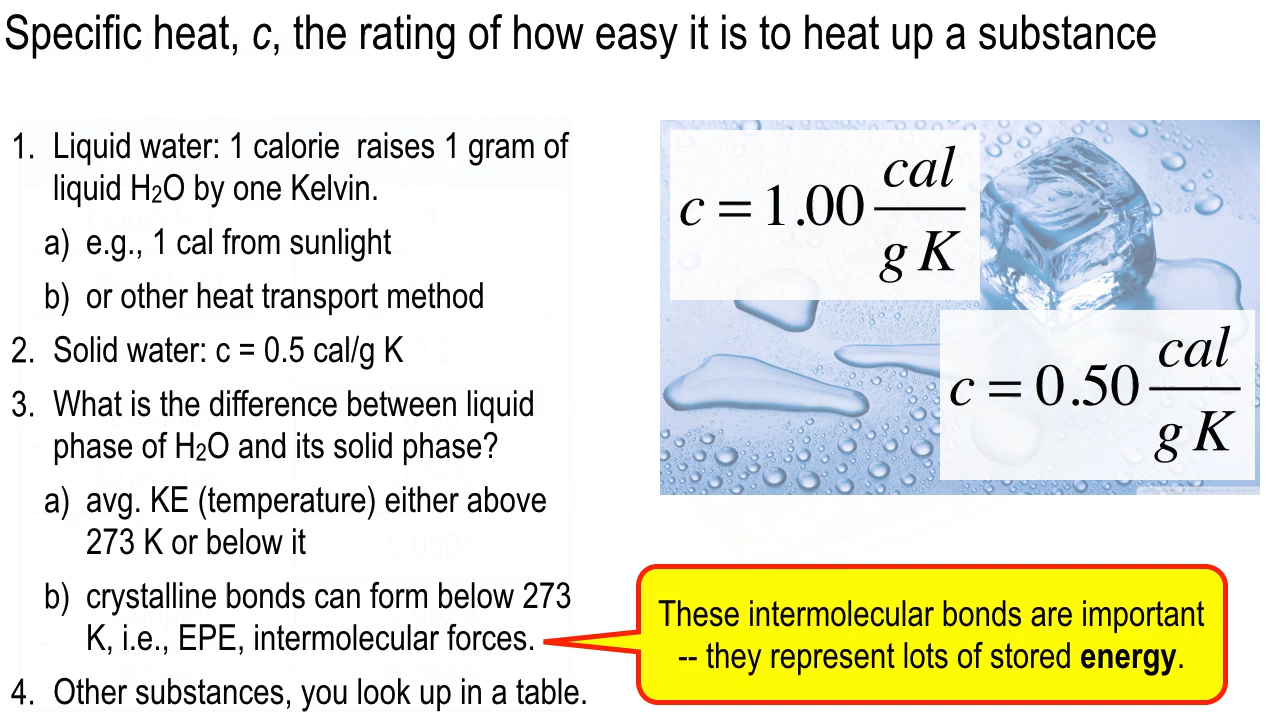 Specific heat, c, the rating of how easy it is to heat up a substance
1. Liquid water: 1 calorie  raises 1 gram of
liquid H₂O by one Kelvin.
a) e.g., 1 cal from sunlight
b) or other heat transport method
2. Solid water: c = 0.5 cal/g K
3. What is the difference between liquid
phase of H₂O and its solid phase?
a) avg. KE (temperature) either above
273 K or below it
b) crystalline bonds can form below 273
K, i.e., EPE, intermolecular forces.
4. Other substances, you look up in a table.
c = 1.00 cal
g K
c = 0.50 cal
g K
These intermolecular bonds are important
-- they represent lots of stored energy.